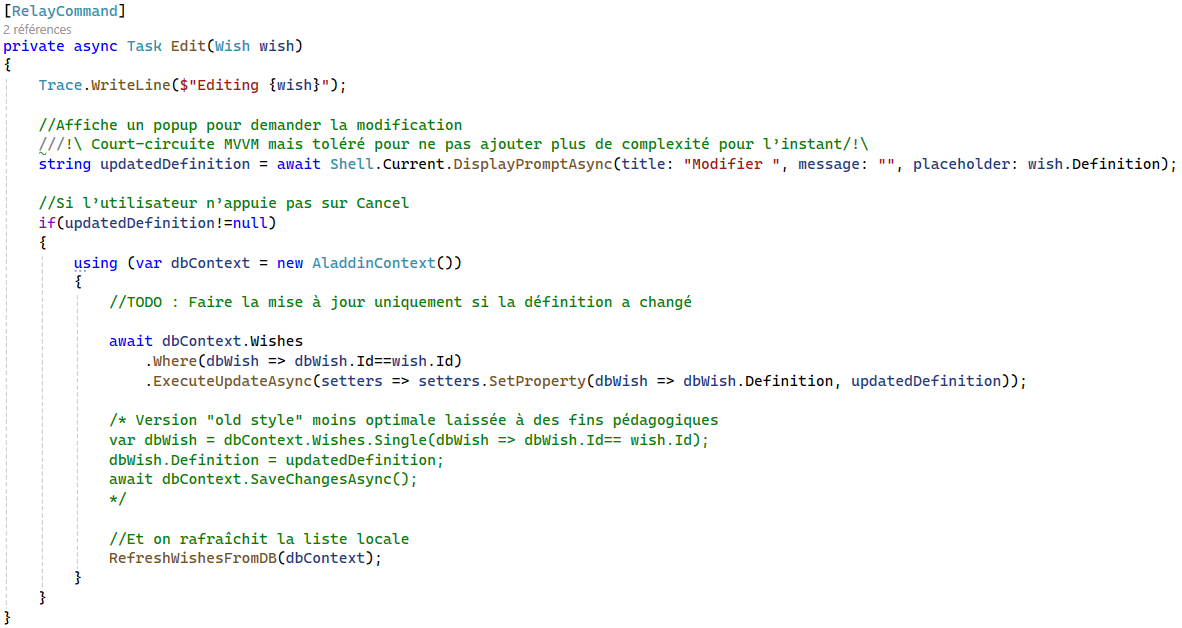 [RelayCommand]
2 références
private async Task Edit(Wish wish)
{
    Trace.WriteLine($"Editing {wish}");

    //Affiche un popup pour demander la modification
    ///!\ Court-circuite MVVM mais toléré pour ne pas ajouter plus de complexité pour l'instant/!\
    string updatedDefinition = await Shell.Current.DisplayPromptAsync(title: "Modifier ", message: "", placeholder: wish.Definition);

    //Si l'utilisateur n'appuie pas sur Cancel
    if(updatedDefinition!=null)
    {
        using (var dbContext = new AladdinContext())
        {
            //TODO : Faire la mise à jour uniquement si la définition a changé

            await dbContext.Wishes
                .Where(dbWish => dbWish.Id==wish.Id)
                .ExecuteUpdateAsync(setters => setters.SetProperty(dbWish => dbWish.Definition, updatedDefinition));

            /* Version "old style" moins optimale laissée à des fins pédagogiques
            var dbWish = dbContext.Wishes.Single(dbWish => dbWish.Id== wish.Id);
            dbWish.Definition = updatedDefinition;
            await dbContext.SaveChangesAsync();
            */

            //Et on rafraîchit la liste locale
            RefreshWishesFromDB(dbContext);
        }
    }
}